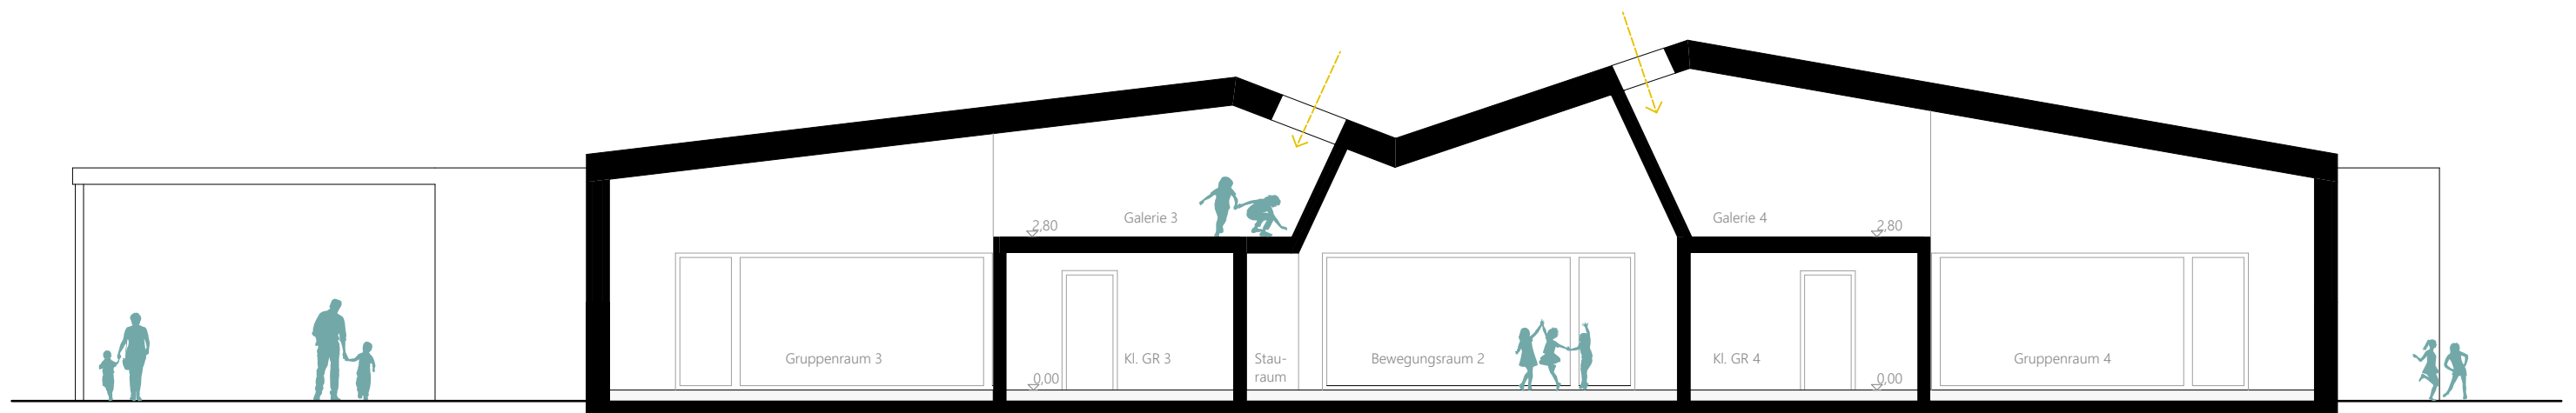 Galerie 3
Galerie 4
2,80
2,80
Gruppenraum 3
Kl. GR 3
Stau-
raum
Bewegungsraum 2
Kl. GR 4
Gruppenraum 4
0,00
0,00